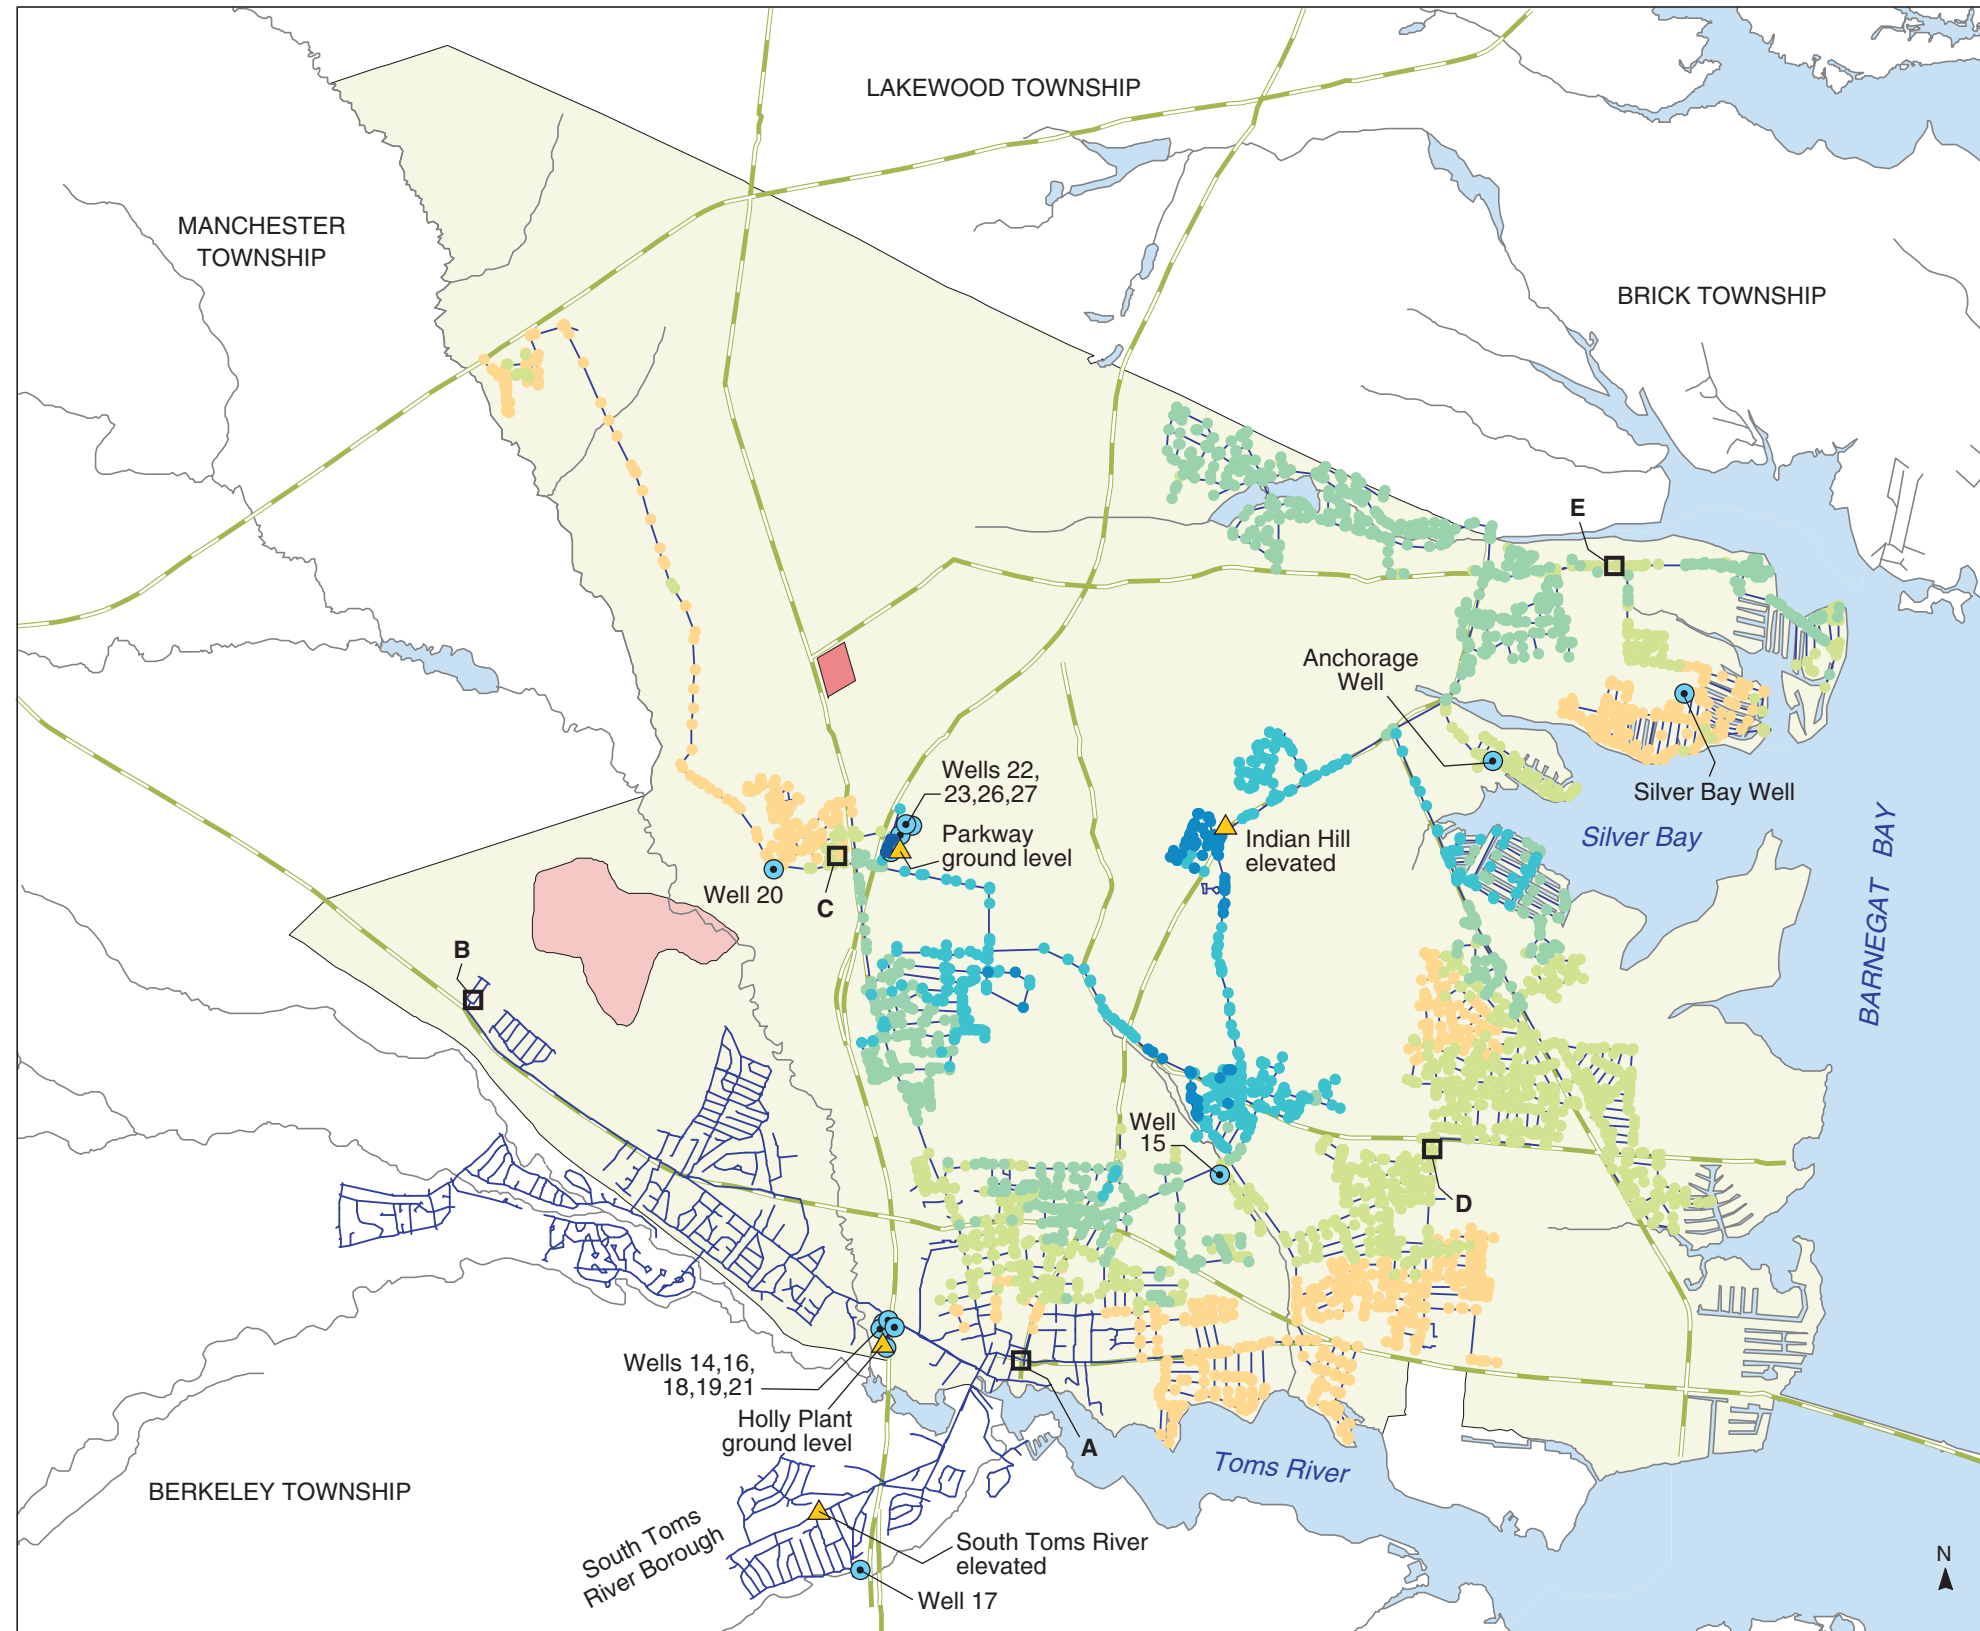 LAKEWOOD TOWNSHIP
MANCHESTER
TOWNSHIP
BRICK TOWNSHIP
E
Anchorage
Well
Silver Bay Well
Silver Bay
BARNEGAT BAY
Wells 22,
23,26,27
Parkway
ground level
Indian Hill
elevated
Well 20
C
B
Well
15
D
Wells 14,16,
18,19,21
Holly Plant
ground level
A
Toms River
BERKELEY TOWNSHIP
South Toms
River Borough
South Toms River
elevated
Well 17
N